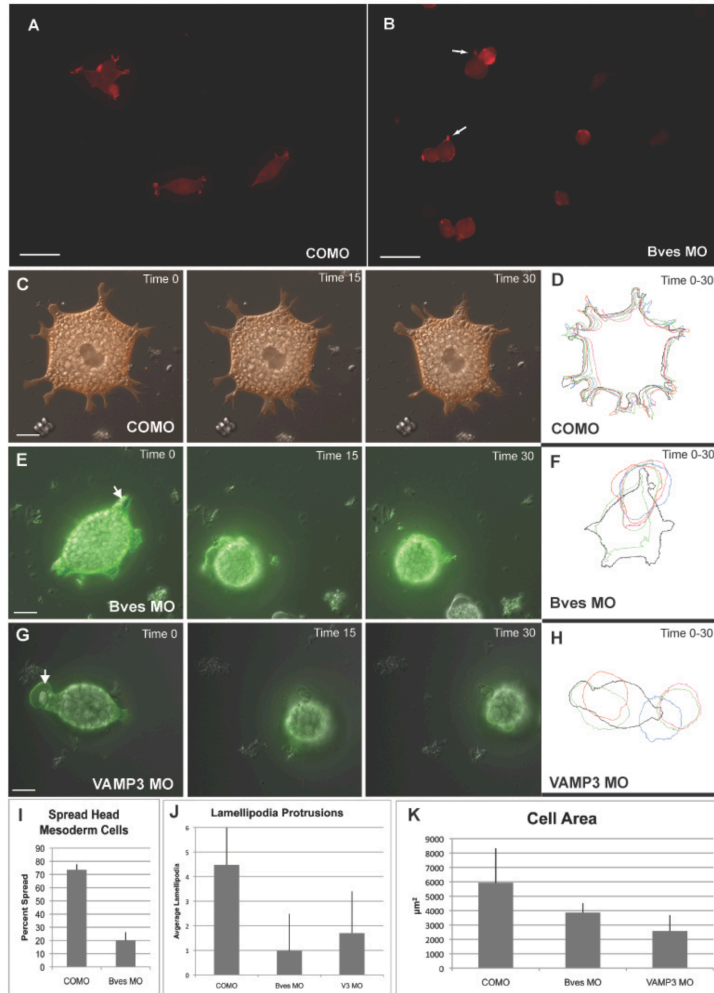 A
B
COMO
Bves MO
C
Time 0
Time 15
Time 30
D
Time 0-30
COMO
COMO
E
Time 0
Time 15
Time 30
F
Time 0-30
Bves MO
Bves MO
G
Time 0
Time 15
Time 30
H
Time 0-30
VAMP3 MO
VAMP3 MO
I
Spread Head
Mesoderm Cells
Percent Spread
90
80
70
60
50
40
30
20
10
0
COMO
Bves MO
J
Lamellipodia Protrusions
Avgerage Lamellipodia
6
5
4
3
2
1
0
COMO
Bves MO
V3 MO
K
Cell Area
µm²
9000
8000
7000
6000
5000
4000
3000
2000
1000
0
COMO
Bves MO
VAMP3 MO